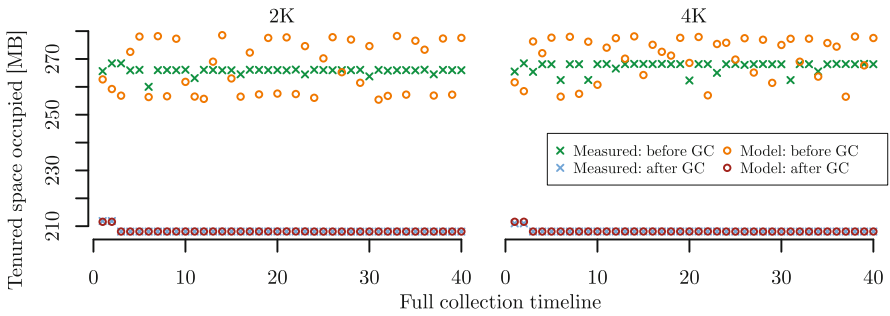 2K
4K
Tenured space occupied [MB]
270
250
230
210
Measured: before GC
Model: before GC
Measured: after GC
Model: after GC
0
10
20
30
40
0
10
20
30
40
Full collection timeline